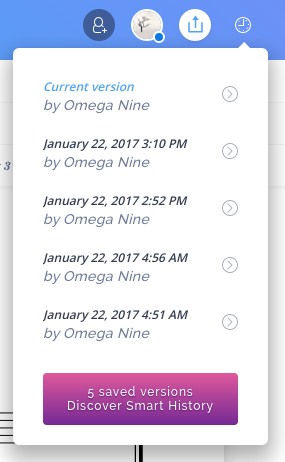 Current version
by Omega Nine
January 22, 2017 3:10 PM
by Omega Nine
3
January 22, 2017 2:52 PM
by Omega Nine
January 22, 2017 4:56 AM
by Omega Nine
January 22, 2017 4:51 AM
by Omega Nine
5 saved versions
Discover Smart History